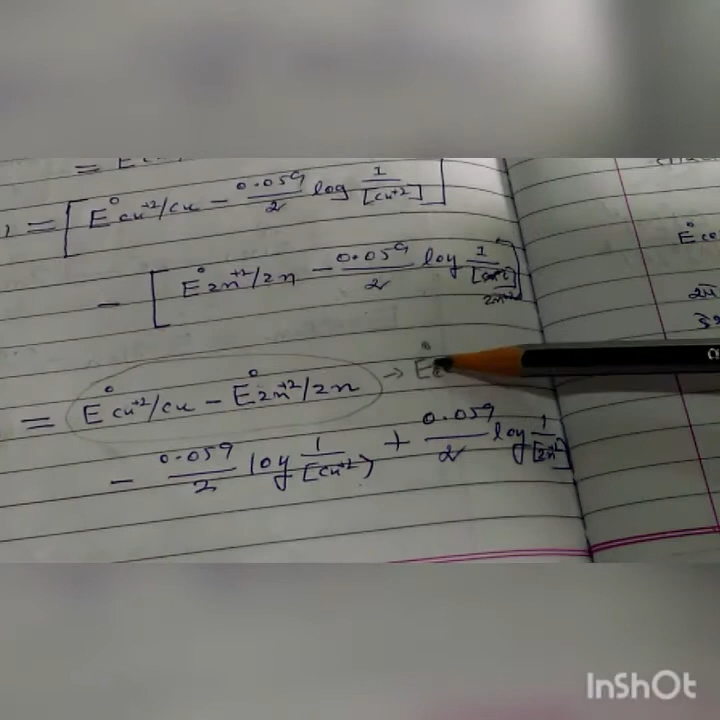 = E
= [E°cu+2/cu - 0.059/2 log 1/[cu+2]]
- [E°zn+2/zn - 0.059/2 log 1/[zn+2]]
= E°cu+2/cu - E°zn+2/zn → E°c
- 0.059/2 log 1/[cu+2] + 0.059/2 log 1/[zn+2]
E°ce
InShOt